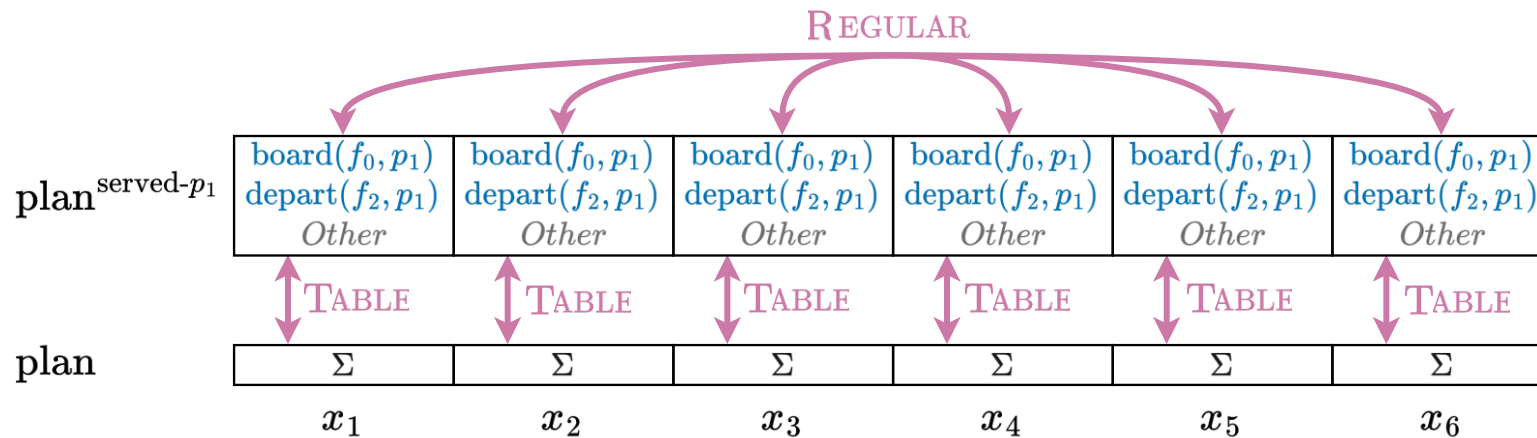 REGULAR
plan^served-p₁
board(f₀, p₁) board(f₀, p₁) board(f₀, p₁) board(f₀, p₁) board(f₀, p₁) board(f₀, p₁)
depart(f₂, p₁) depart(f₂, p₁) depart(f₂, p₁) depart(f₂, p₁) depart(f₂, p₁) depart(f₂, p₁)
Other Other Other Other Other Other
TABLE TABLE TABLE TABLE TABLE TABLE
plan Σ Σ Σ Σ Σ Σ
x₁ x₂ x₃ x₄ x₅ x₆